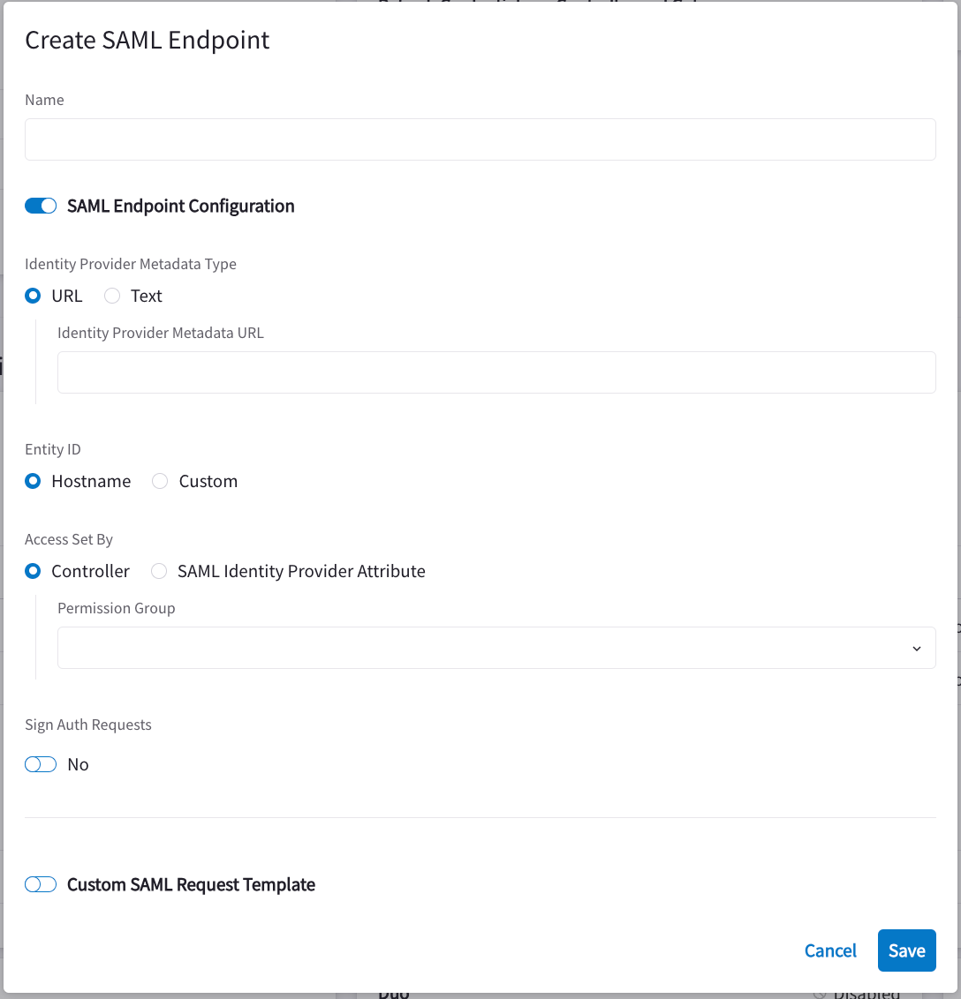 Create SAML Endpoint
Name
SAML Endpoint Configuration
Identity Provider Metadata Type
URL Text
Identity Provider Metadata URL
Entity ID
Hostname Custom
Access Set By
Controller SAML Identity Provider Attribute
Permission Group
Sign Auth Requests
No
Custom SAML Request Template
Cancel Save
Duo Disabled